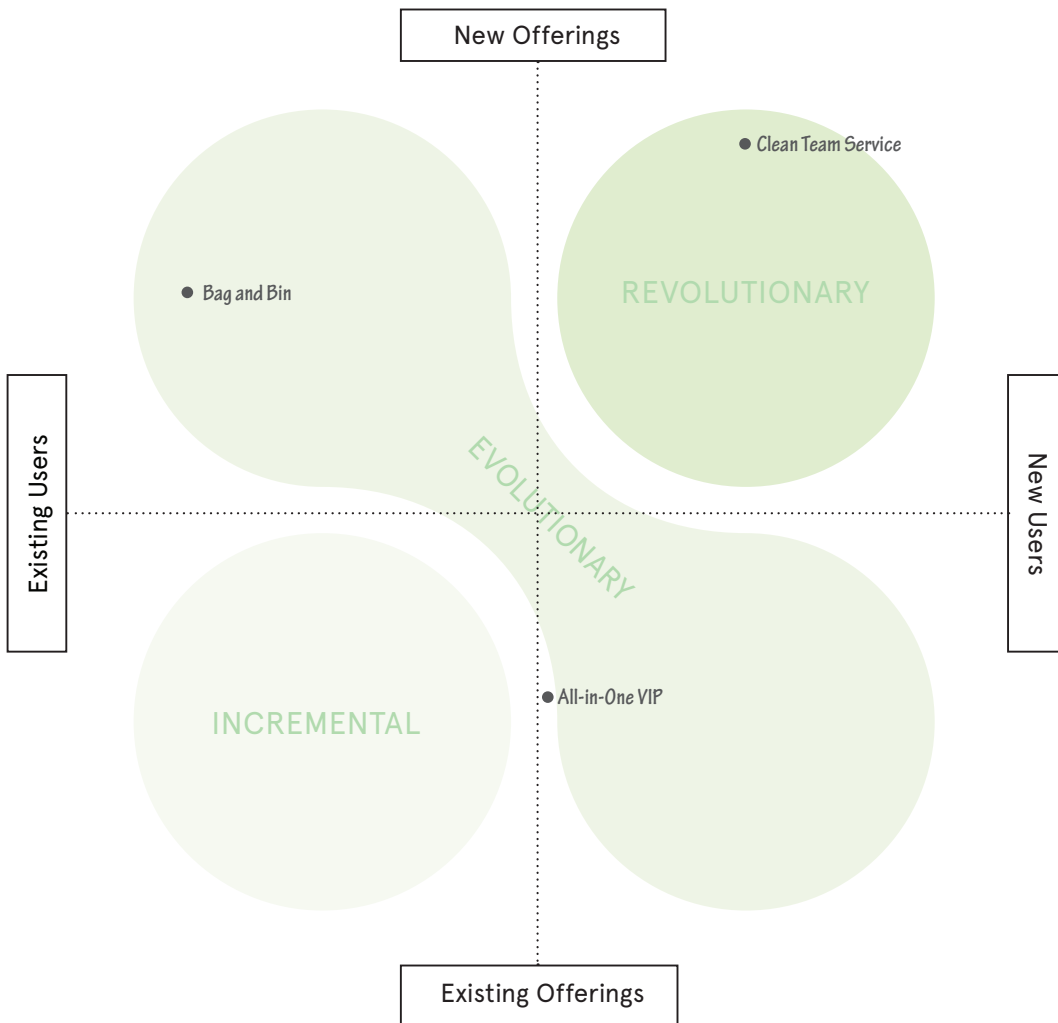 New Offerings
Clean Team Service
Bag and Bin
REVOLUTIONARY
Existing Users
EVOLUTIONARY
New Users
All-in-One VIP
INCREMENTAL
Existing Offerings